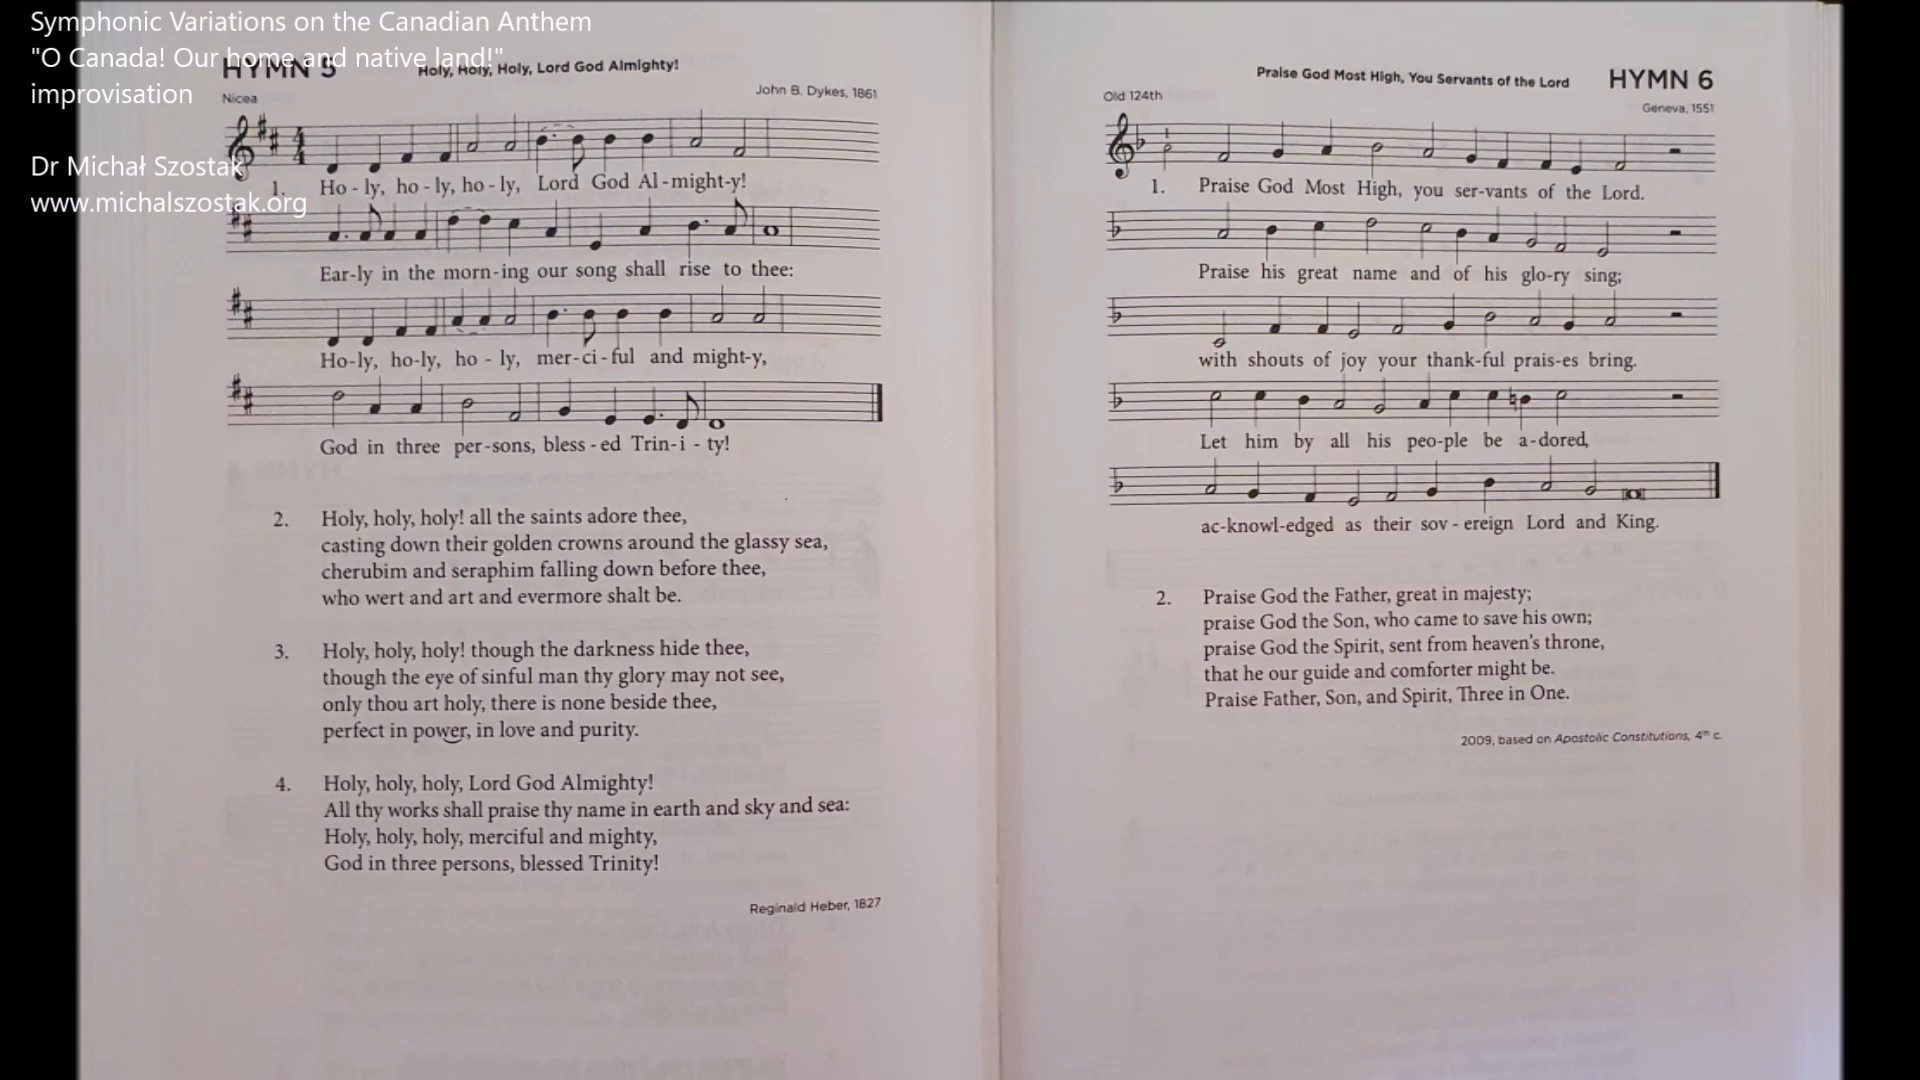 Symphonic Variations on the Canadian Anthem
"O Canada! Our home and native land!"
improvisation
Dr Michał Szostak
www.michalszostak.org
HYMN 5
Holy, Holy, Holy, Lord God Almighty!
Nicea
John B. Dykes, 1861
1. Ho - ly, ho - ly, ho - ly, Lord God Al - might-y!
Ear-ly in the morn-ing our song shall rise to thee:
Ho-ly, ho-ly, ho - ly, mer-ci-ful and might-y,
God in three per-sons, bless-ed Trin-i - ty!
2. Holy, holy, holy! all the saints adore thee,
casting down their golden crowns around the glassy sea,
cherubim and seraphim falling down before thee,
who wert and art and evermore shalt be.
3. Holy, holy, holy! though the darkness hide thee,
though the eye of sinful man thy glory may not see,
only thou art holy, there is none beside thee,
perfect in power, in love and purity.
4. Holy, holy, holy, Lord God Almighty!
All thy works shall praise thy name in earth and sky and sea:
Holy, holy, holy, merciful and mighty,
God in three persons, blessed Trinity!
Reginald Heber, 1827
Praise God Most High, You Servants of the Lord
HYMN 6
Old 124th
Geneva, 1551
1. Praise God Most High, you ser-vants of the Lord.
Praise his great name and of his glo-ry sing;
with shouts of joy your thank-ful prais-es bring.
Let him by all his peo-ple be a-dored,
ac-knowl-edged as their sov - ereign Lord and King.
2. Praise God the Father, great in majesty;
praise God the Son, who came to save his own;
praise God the Spirit, sent from heaven's throne,
that he our guide and comforter might be.
Praise Father, Son, and Spirit, Three in One.
2009, based on Apostolic Constitutions, 4th c.